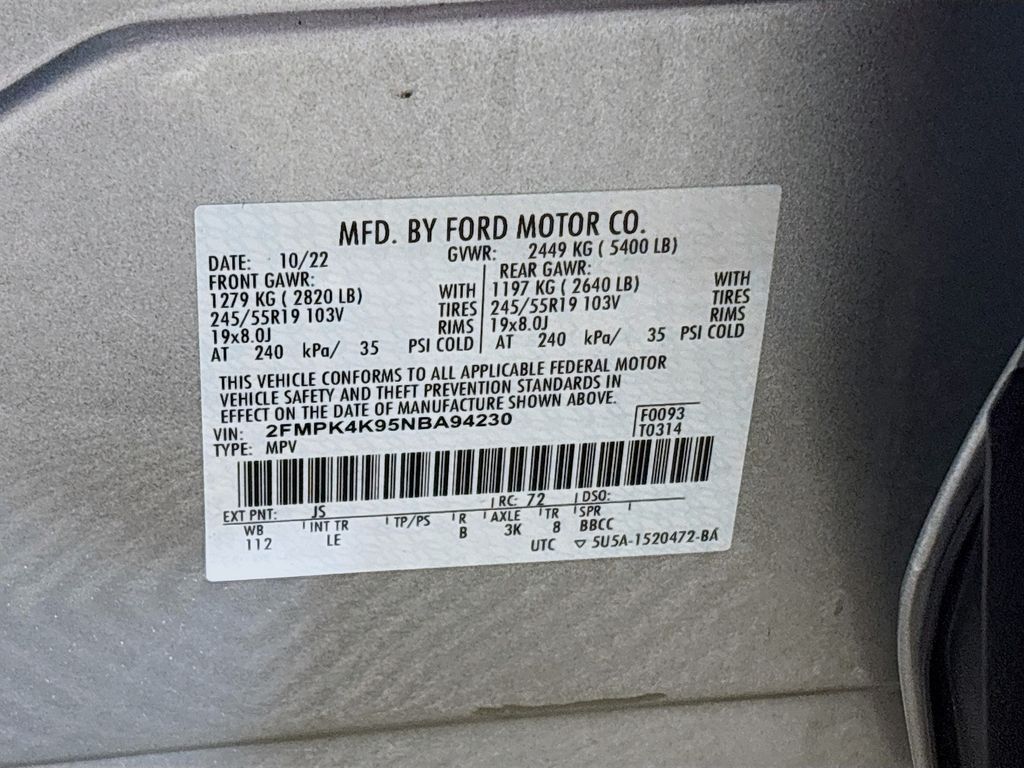 MFD. BY FORD MOTOR CO.
DATE: 10/22 GVWR: 2449 KG ( 5400 LB)
FRONT GAWR: REAR GAWR:
1279 KG ( 2820 LB) WITH 1197 KG ( 2640 LB) WITH
245/55R19 103V TIRES 245/55R19 103V TIRES
19x8.0J RIMS 19x8.0J RIMS
AT 240 kPa/ 35 PSI COLD AT 240 kPa/ 35 PSI COLD
THIS VEHICLE CONFORMS TO ALL APPLICABLE FEDERAL MOTOR
VEHICLE SAFETY AND THEFT PREVENTION STANDARDS IN
EFFECT ON THE DATE OF MANUFACTURE SHOWN ABOVE.
VIN: 2FMPK4K95NBA94230 F0093
TYPE: MPV T0314
EXT PNT: JS RC: 72 DSO:
WB INT TR TP/PS R AXLE TR SPR
112 LE B 3K 8 BBCC
UTC ▽ 5U5A-1520472-BA